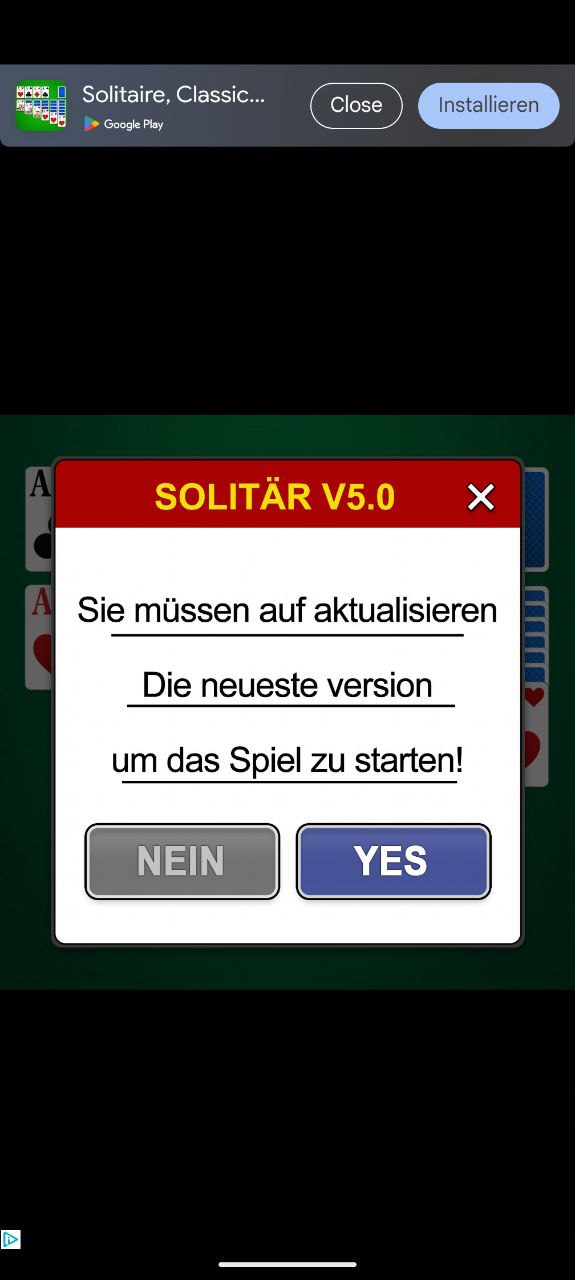 Solitaire, Classic...
Google Play
Close
Installieren
A
A
SOLITÄR V5.0
Sie müssen auf aktualisieren
Die neueste version
um das Spiel zu starten!
NEIN
YES